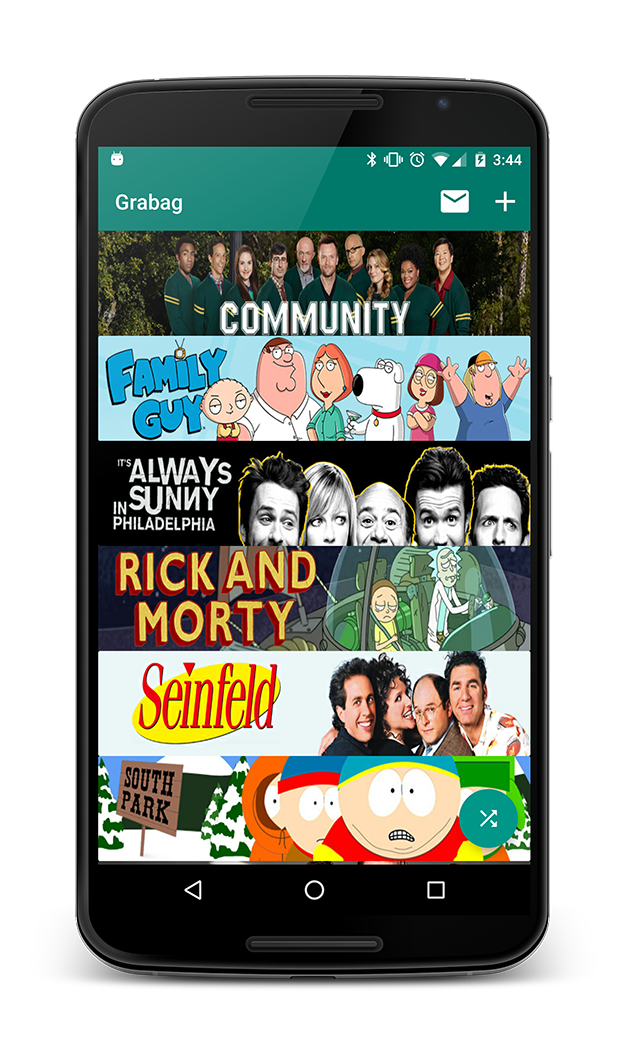 3:44
Grabag
COMMUNITY
FAMILY
GUY
IT'S ALWAYS
IN SUNNY
PHILADELPHIA
RICK AND
MORTY
Seinfeld
SOUTH
PARK